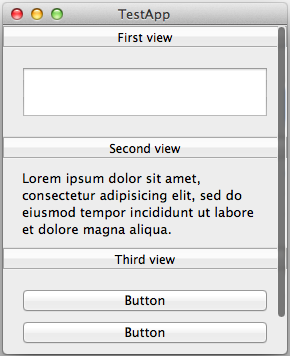 TestApp
First view
Second view
Lorem ipsum dolor sit amet,
consectetur adipisicing elit, sed do
eiusmod tempor incididunt ut labore
et dolore magna aliqua.
Third view
Button
Button